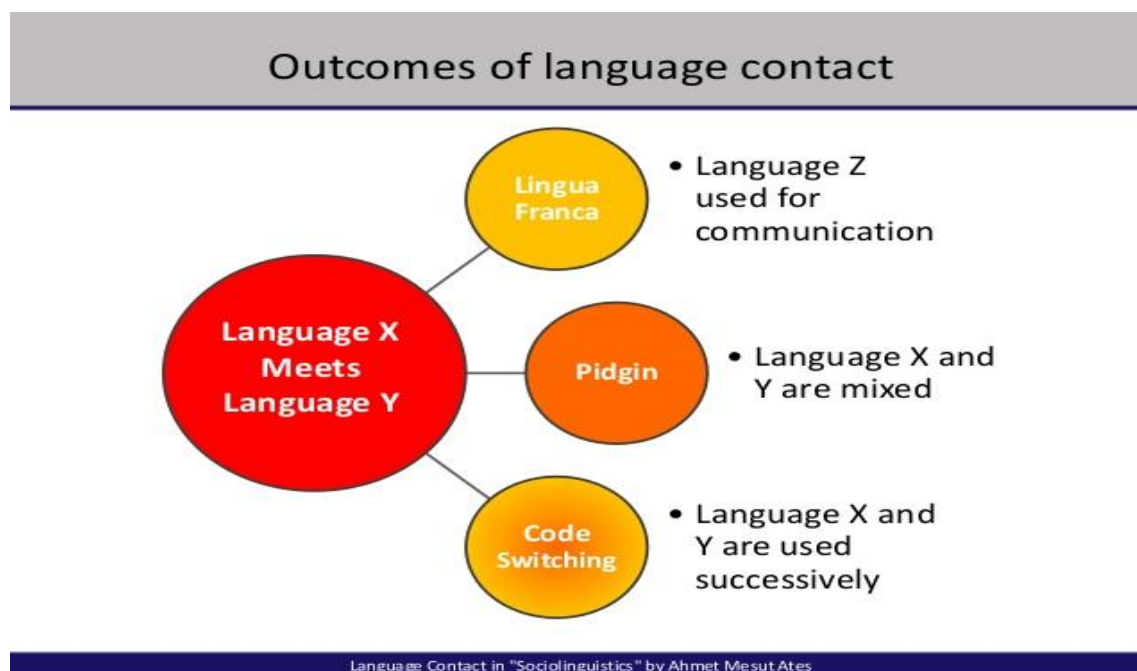 Outcomes of language contact
Lingua
Franca
• Language Z
used for
communication
Language X
Meets
Language Y
Pidgin
• Language X and
Y are mixed
Code
Switching
• Language X and
Y are used
successively
Language Contact in "Sociolinguistics" by Ahmet Mesut Ates